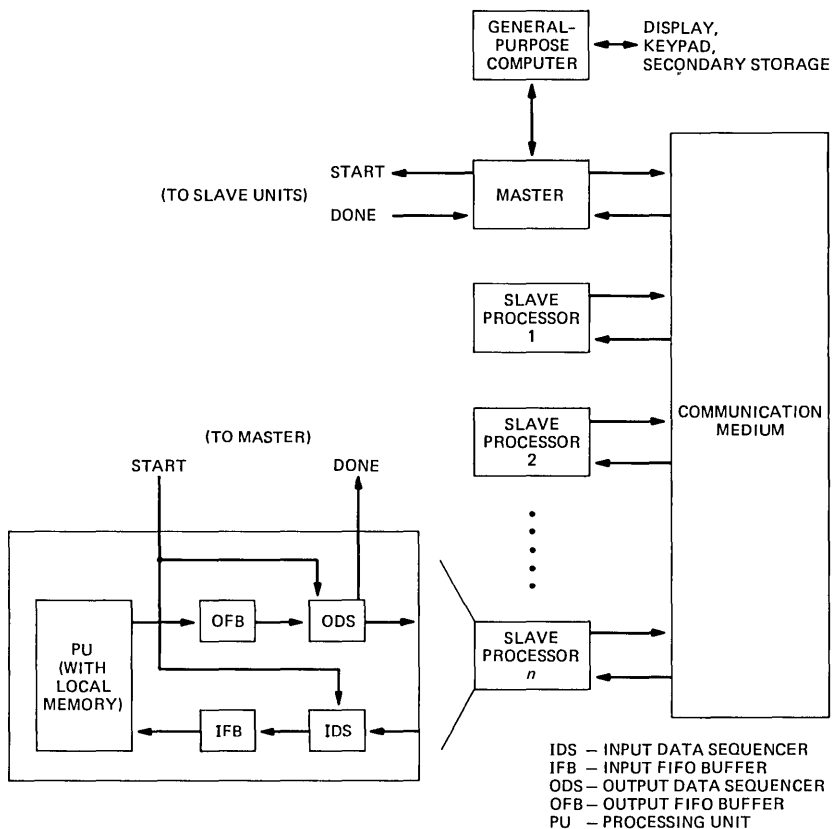 GENERAL-
PURPOSE
COMPUTER
DISPLAY,
KEYPAD,
SECONDARY STORAGE
START
(TO SLAVE UNITS)
DONE
MASTER
SLAVE
PROCESSOR
1
SLAVE
PROCESSOR
2
COMMUNICATION
MEDIUM
(TO MASTER)
START
DONE
PU
(WITH
LOCAL
MEMORY)
OFB
ODS
IFB
IDS
SLAVE
PROCESSOR
n
IDS – INPUT DATA SEQUENCER
IFB – INPUT FIFO BUFFER
ODS – OUTPUT DATA SEQUENCER
OFB – OUTPUT FIFO BUFFER
PU – PROCESSING UNIT